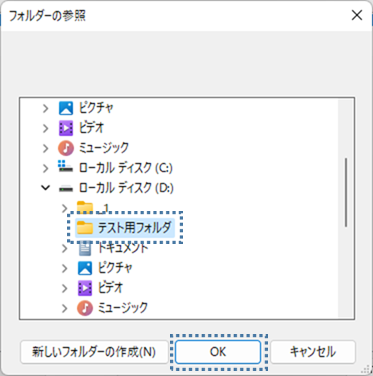 フォルダーの参照
ピクチャ
ビデオ
ミュージック
ローカル ディスク (C:)
ローカル ディスク (D:)
_1
テスト用フォルダ
ドキュメント
ピクチャ
ビデオ
ミュージック
新しいフォルダーの作成(N)
OK
キャンセル